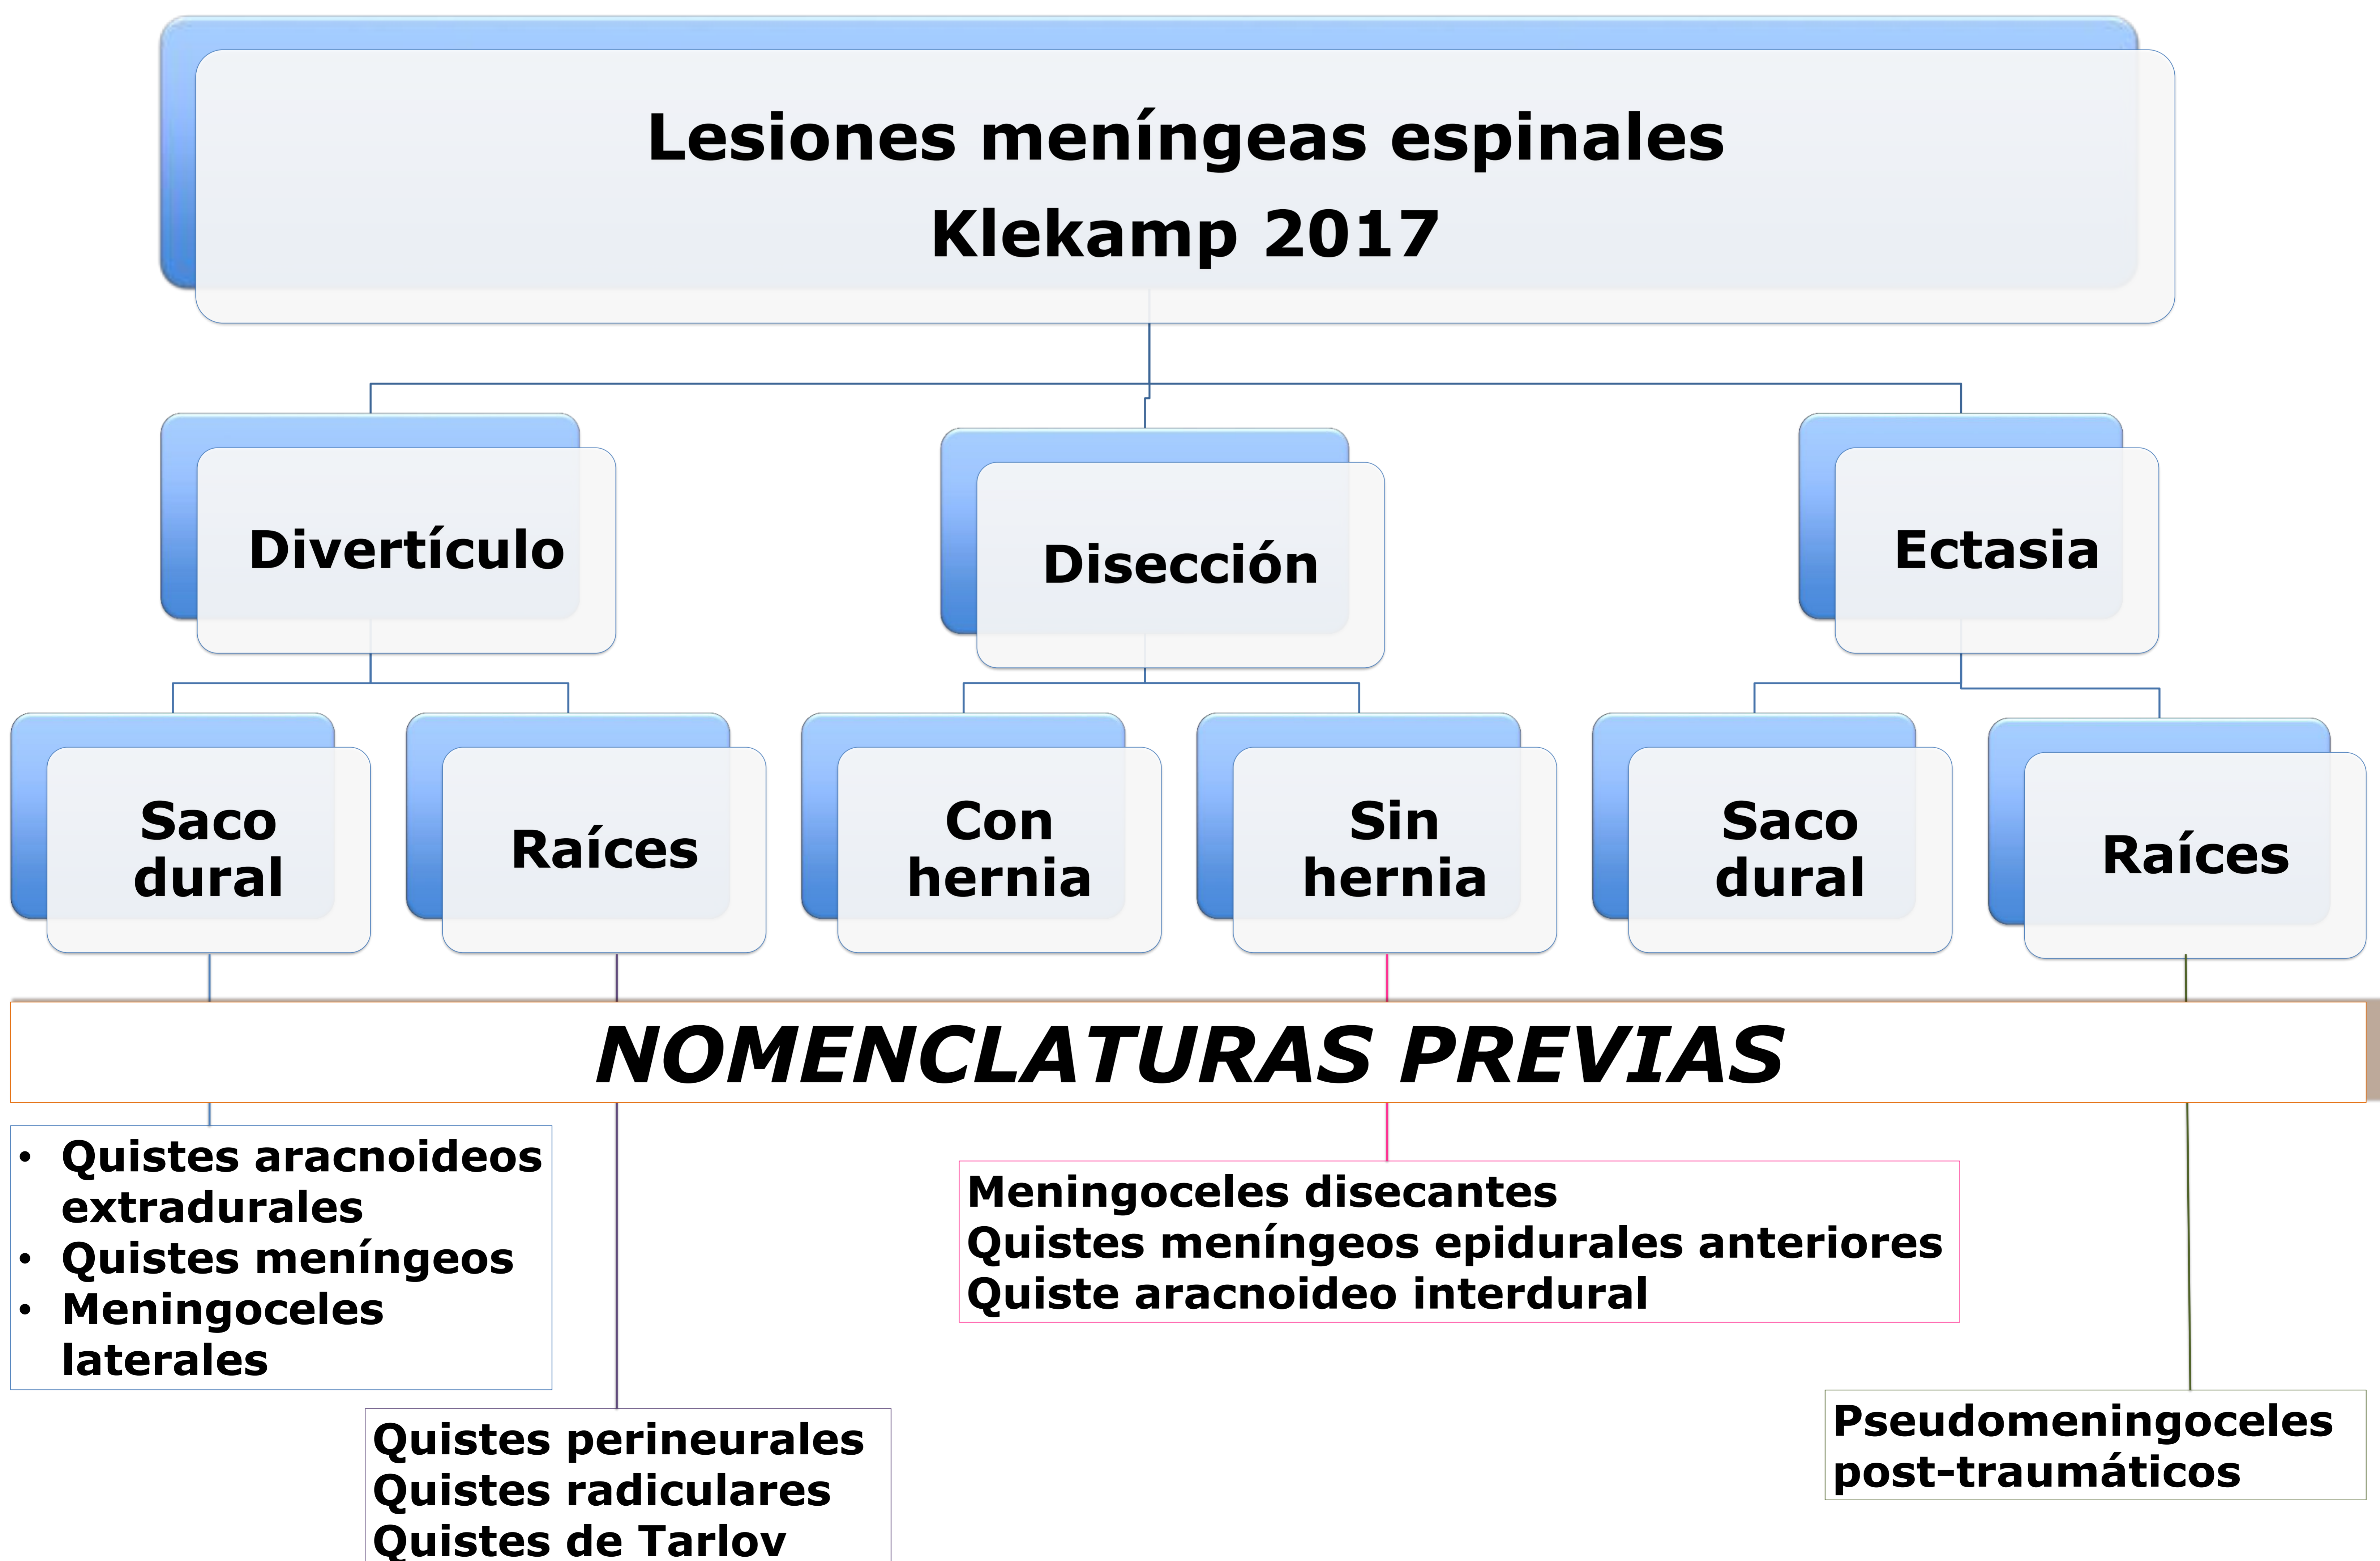 Lesiones meníngeas espinales
Klekamp 2017
Divertículo
Disección
Ectasia
Saco
dural
Raíces
Con
hernia
Sin
hernia
Saco
dural
Raíces
NOMENCLATURAS PREVIAS
• Quistes aracnoideos
extradurales
• Quistes meníngeos
• Meningoceles
laterales
Meningoceles disecantes
Quistes meníngeos epidurales anteriores
Quiste aracnoideo interdural
Quistes perineurales
Quistes radiculares
Quistes de Tarlov
Pseudomeningoceles
post-traumáticos